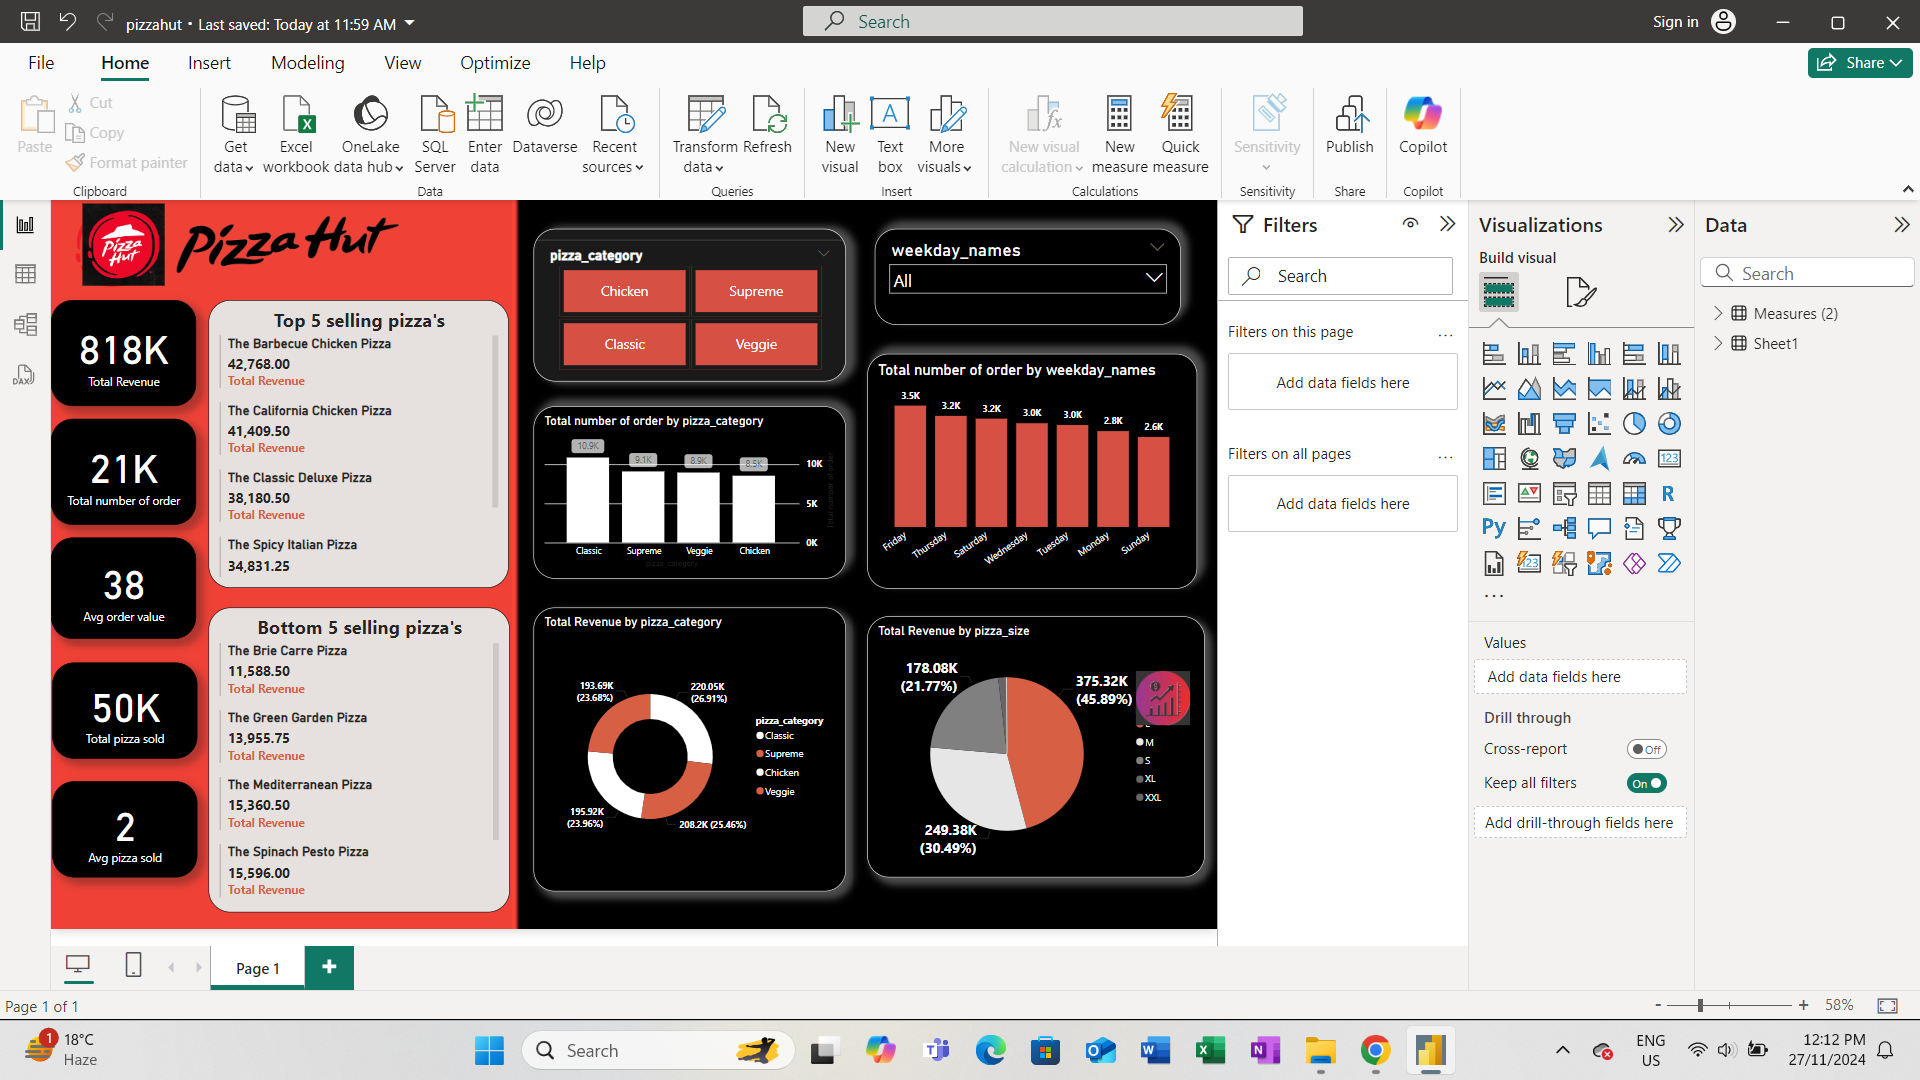 pizzahut • Last saved: Today at 11:59 AM
Search
Sign in
File
Home
Insert
Modeling
View
Optimize
Help
Share
Paste
Cut
Copy
Format painter
Clipboard
Get data
Excel workbook
OneLake data hub
SQL Server
Enter data
Dataverse
Recent sources
Data
Transform data
Refresh
Queries
New visual
Text box
More visuals
Insert
New visual calculation
New measure
Quick measure
Calculations
Sensitivity
Sensitivity
Publish
Share
Copilot
Copilot
Pizza Hut
Pizza Hut
818K
Total Revenue
21K
Total number of order
38
Avg order value
50K
Total pizza sold
2
Avg pizza sold
Top 5 selling pizza's
The Barbecue Chicken Pizza
42,768.00
Total Revenue
The California Chicken Pizza
41,409.50
Total Revenue
The Classic Deluxe Pizza
38,180.50
Total Revenue
The Spicy Italian Pizza
34,831.25
Bottom 5 selling pizza's
The Brie Carre Pizza
11,588.50
Total Revenue
The Green Garden Pizza
13,955.75
Total Revenue
The Mediterranean Pizza
15,360.50
Total Revenue
The Spinach Pesto Pizza
15,596.00
Total Revenue
pizza_category
Chicken
Supreme
Classic
Veggie
weekday_names
All
Total number of order by pizza_category
10.9K
9.1K
8.9K
8.5K
10K
5K
0K
Total number of order
Classic
Supreme
Veggie
Chicken
pizza_category
Total number of order by weekday_names
3.5K
3.2K
3.2K
3.0K
3.0K
2.8K
2.6K
Friday
Thursday
Saturday
Wednesday
Tuesday
Monday
Sunday
Total Revenue by pizza_category
193.69K
(23.68%)
220.05K
(26.91%)
195.92K
(23.96%)
208.2K (25.46%)
pizza_category
Classic
Supreme
Chicken
Veggie
Total Revenue by pizza_size
178.08K
(21.77%)
375.32K
(45.89%)
249.38K
(30.49%)
M
S
XL
XXL
Filters
Search
Filters on this page
Add data fields here
Filters on all pages
Add data fields here
Visualizations
Build visual
123
R
Py
123
Values
Add data fields here
Drill through
Cross-report
Off
Keep all filters
On
Add drill-through fields here
Data
Search
Measures (2)
Sheet1
DAX
Page 1
Page 1 of 1
- + 58%
1
18°C
Haze
Search
ENG
US
12:12 PM
27/11/2024